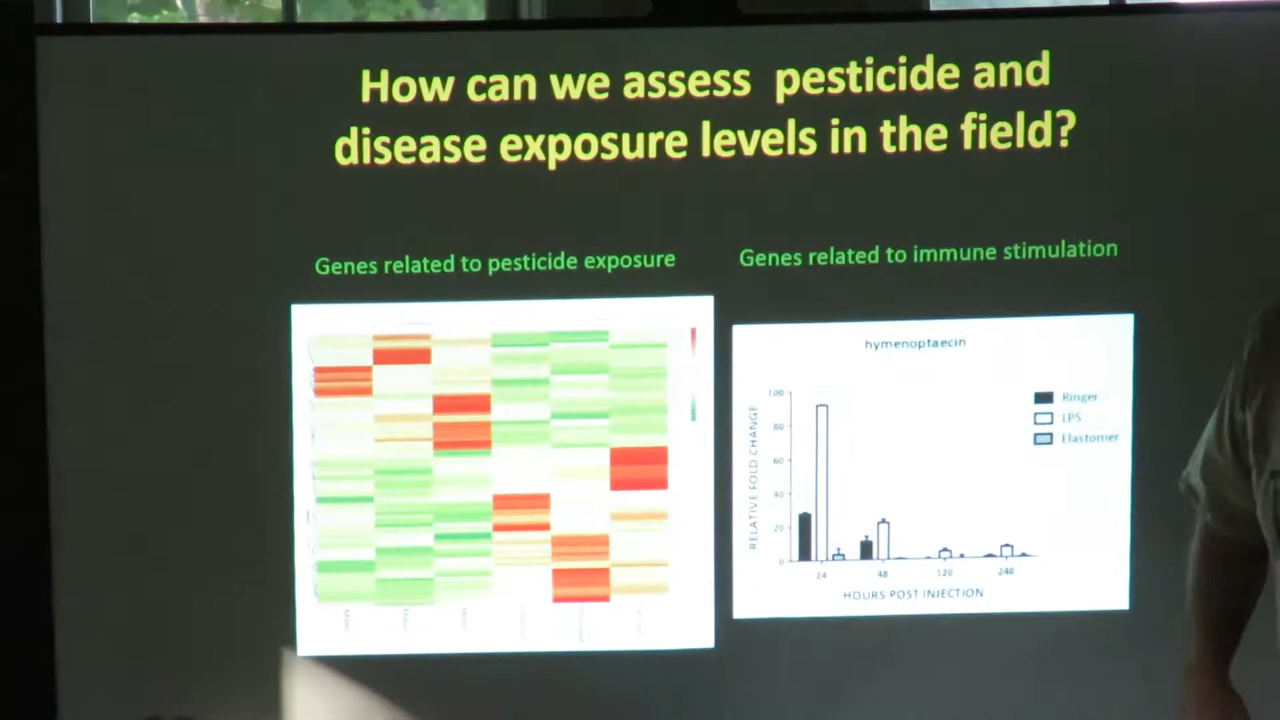 How can we assess pesticide and
disease exposure levels in the field?
Genes related to pesticide exposure
Genes related to immune stimulation
hymenoptaecin
RELATIVE FOLD CHANGE
100
80
60
40
20
0
Ringer
LPS
Elastomer
24 48 120 240
HOURS POST INJECTION